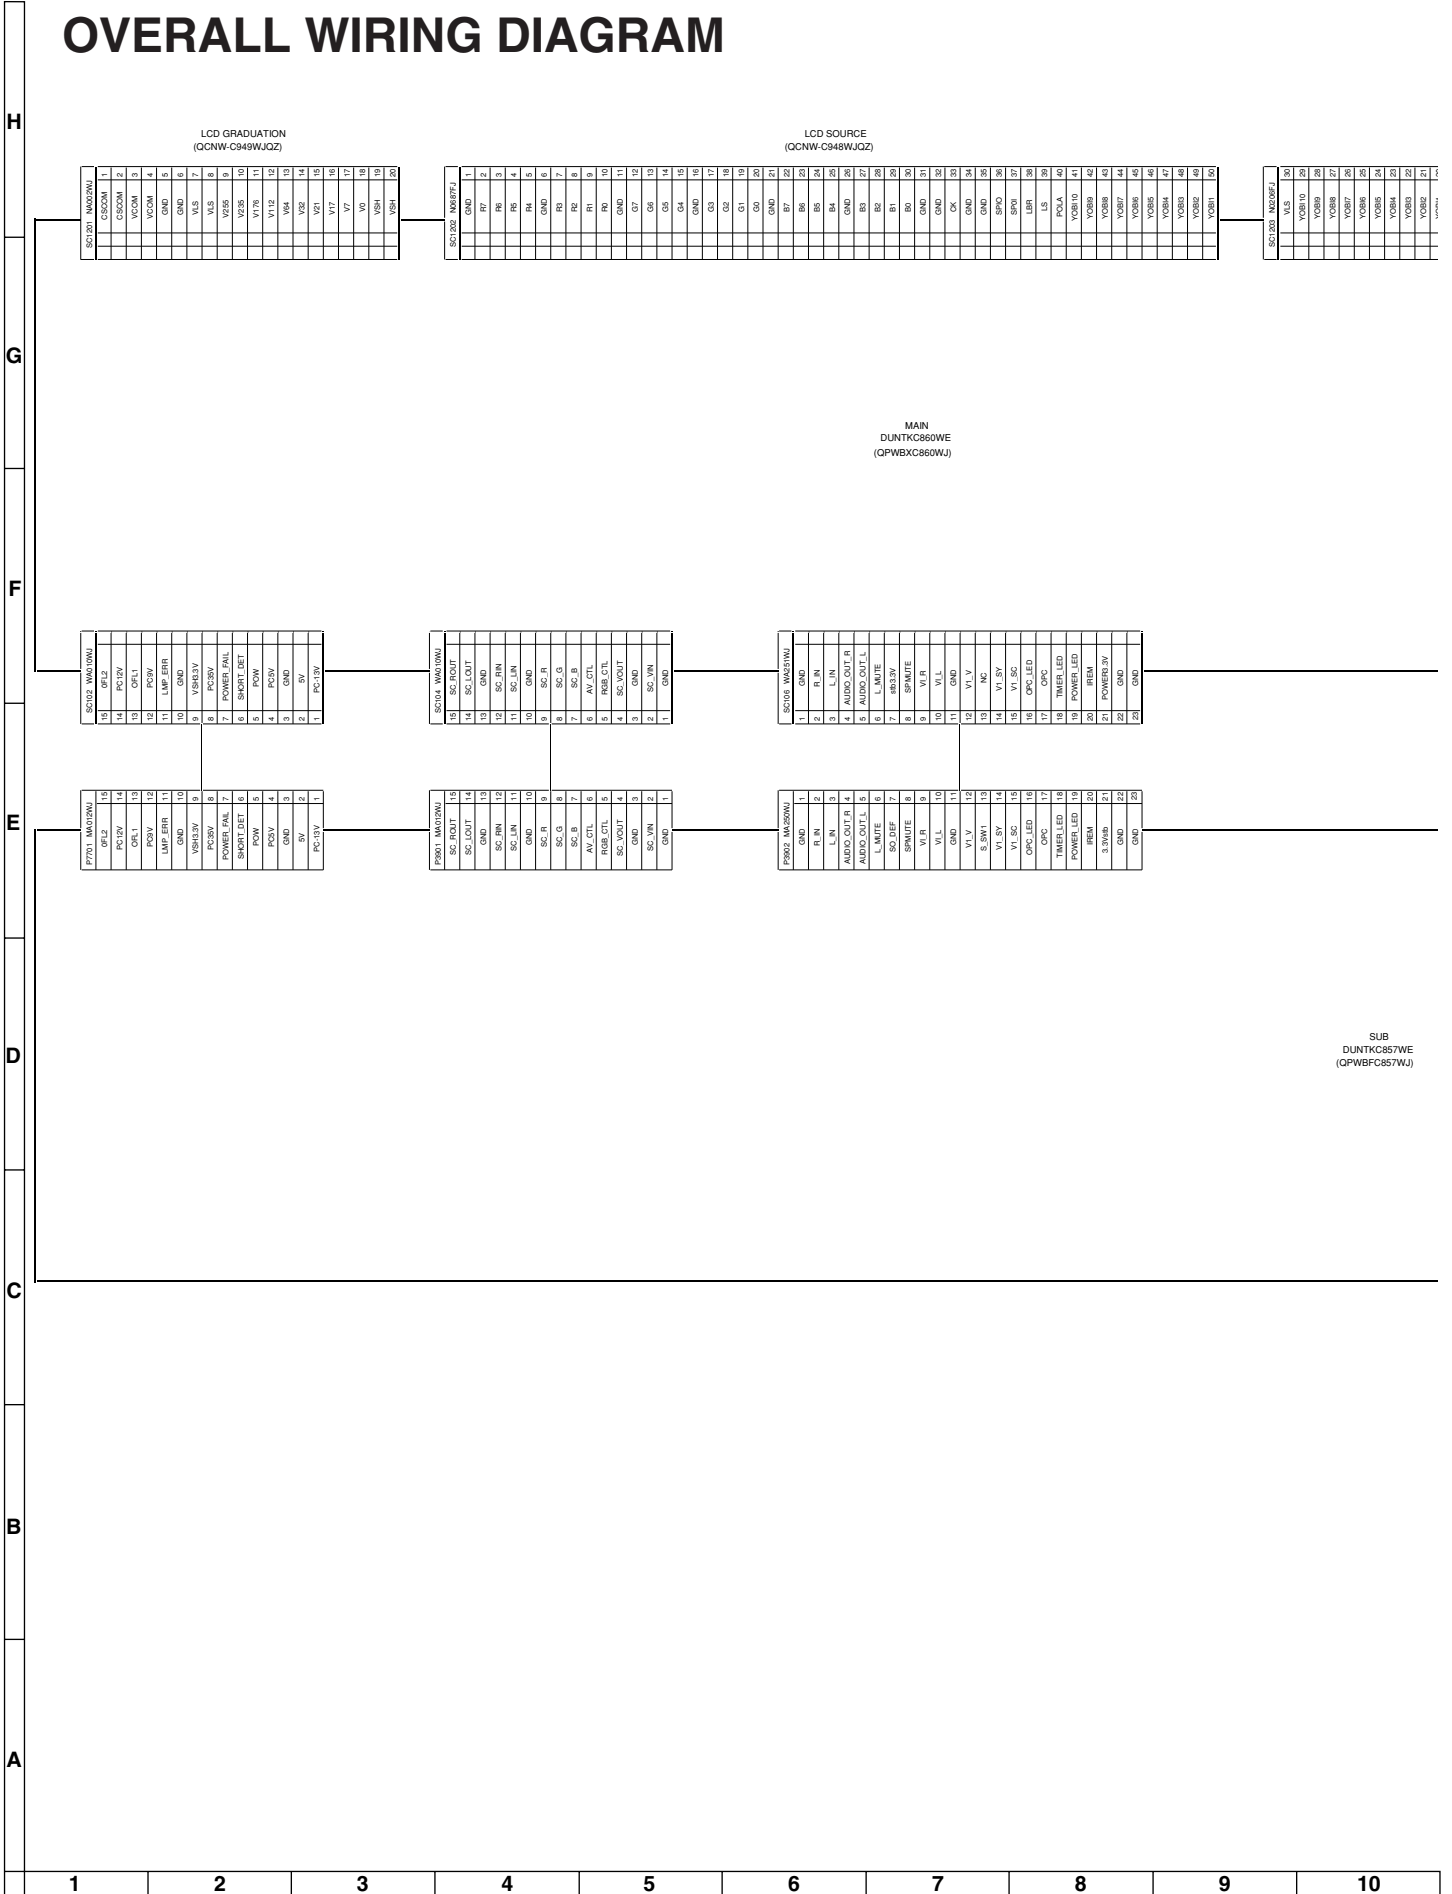 OVERALL WIRING DIAGRAM
H
LCD GRADUATION
(QCNW-C949WJQZ)
LCD SOURCE
(QCNW-C948WJQZ)
SC1201 NA002WJ
CSCOM 1
CSCOM 2
VCOM 3
VCOM 4
GND 5
GND 6
VLS 7
VLS 8
V255 9
V235 10
V176 11
V112 12
V64 13
V32 14
V21 15
V17 16
V7 17
V0 18
VSH 19
VSH 20
SC1202 N0687FJ
GND 1
R7 2
R6 3
R5 4
R4 5
GND 6
R3 7
R2 8
R1 9
R0 10
GND 11
G7 12
G6 13
G5 14
G4 15
GND 16
G3 17
G2 18
G1 19
G0 20
GND 21
B7 22
B6 23
B5 24
B4 25
GND 26
B3 27
B2 28
B1 29
B0 30
GND 31
GND 32
CK 33
GND 34
GND 35
SPIO 36
SPOI 37
LBR 38
LS 39
POLA 40
YOBI10 41
YOBI9 42
YOBI8 43
YOBI7 44
YOBI6 45
YOBI5 46
YOBI4 47
YOBI3 48
YOBI2 49
YOBI1 50
SC1203 N0206FJ
VLS 30
YOBI10 29
YOBI9 28
YOBI8 27
YOBI7 26
YOBI6 25
YOBI5 24
YOBI4 23
YOBI3 22
YOBI2 21
G
MAIN
DUNTKC860WE
(QPWBXC860WJ)
F
SC102 WA010WJ
0FL2 15
PC12V 14
OFL1 13
PC9V 12
LMP_ERR 11
GND 10
VSH3.3V 9
PC35V 8
POWER_FAIL 7
SHORT_DET 6
POW 5
PC5V 4
GND 3
5V 2
PC-13V 1
SC104 WA010WJ
SC_ROUT 15
SC_LOUT 14
GND 13
SC_RIN 12
SC_LIN 11
GND 10
SC_R 9
SC_G 8
SC_B 7
AV_CTL 6
RGB_CTL 5
SC_VOUT 4
GND 3
SC_VIN 2
GND 1
SC106 WA251WJ
GND 1
R_IN 2
L_IN 3
AUDIO_OUT_R 4
AUDIO_OUT_L 5
L_MUTE 6
stb3.3V 7
SPMUTE 8
VI_R 9
VI_L 10
GND 11
V1_V 12
NC 13
V1_SY 14
V1_SC 15
OPC_LED 16
OPC 17
TIMER_LED 18
POWER_LED 19
IREM 20
POWER3.3V 21
GND 22
GND 23
E
P7701 MA012WJ
0FL2 15
PC12V 14
OFL1 13
PC9V 12
LMP_ERR 11
GND 10
VSH3.3V 9
PC35V 8
POWER_FAIL 7
SHORT_DET 6
POW 5
PC5V 4
GND 3
5V 2
PC-13V 1
P3901 MA012WJ
SC_ROUT 15
SC_LOUT 14
GND 13
SC_RIN 12
SC_LIN 11
GND 10
SC_R 9
SC_G 8
SC_B 7
AV_CTL 6
RGB_CTL 5
SC_VOUT 4
GND 3
SC_VIN 2
GND 1
P3902 MA250WJ
GND 1
R_IN 2
L_IN 3
AUDIO_OUT_R 4
AUDIO_OUT_L 5
L_MUTE 6
SO_DEF 7
SPMUTE 8
VI_R 9
VI_L 10
GND 11
V1_V 12
S_SW1 13
V1_SY 14
V1_SC 15
OPC_LED 16
OPC 17
TIMER_LED 18
POWER_LED 19
IREM 20
3.3Vstb 21
GND 22
GND 23
D
SUB
DUNTKC857WE
(QPWBFC857WJ)
C
B
A
1 2 3 4 5 6 7 8 9 10